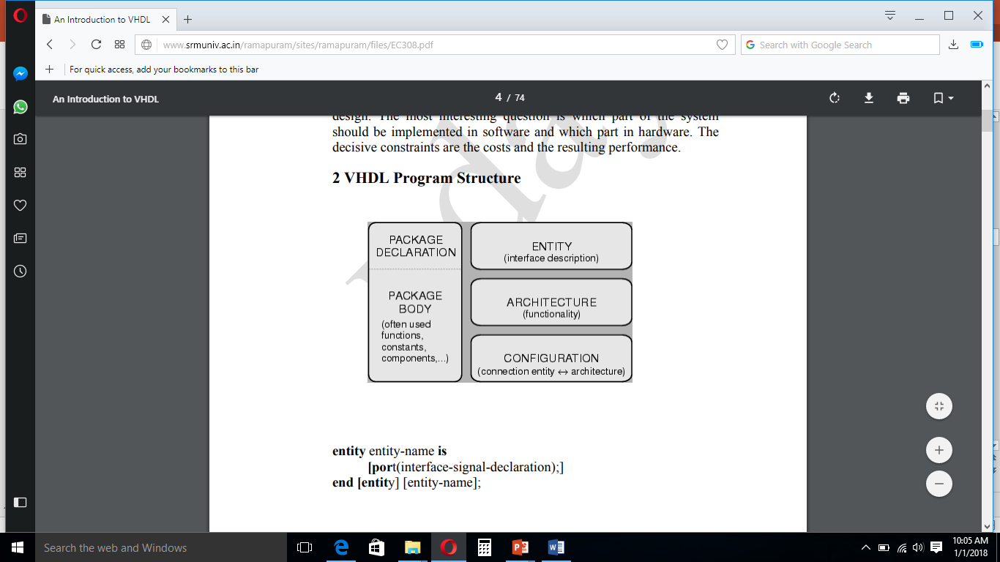 An Introduction to VHDL
www.srmuniv.ac.in/ramapuram/sites/ramapuram/files/EC308.pdf
Search with Google Search
For quick access, add your bookmarks to this bar
An Introduction to VHDL
4 / 74
design. The most interesting question is which part of the system
should be implemented in software and which part in hardware. The
decisive constraints are the costs and the resulting performance.
2 VHDL Program Structure
PACKAGE
DECLARATION
PACKAGE
BODY
(often used
functions,
constants,
components,...)
ENTITY
(interface description)
ARCHITECTURE
(functionality)
CONFIGURATION
(connection entity ↔ architecture)
entity entity-name is
[port(interface-signal-declaration);]
end [entity] [entity-name];
Search the web and Windows
10:05 AM
1/1/2018